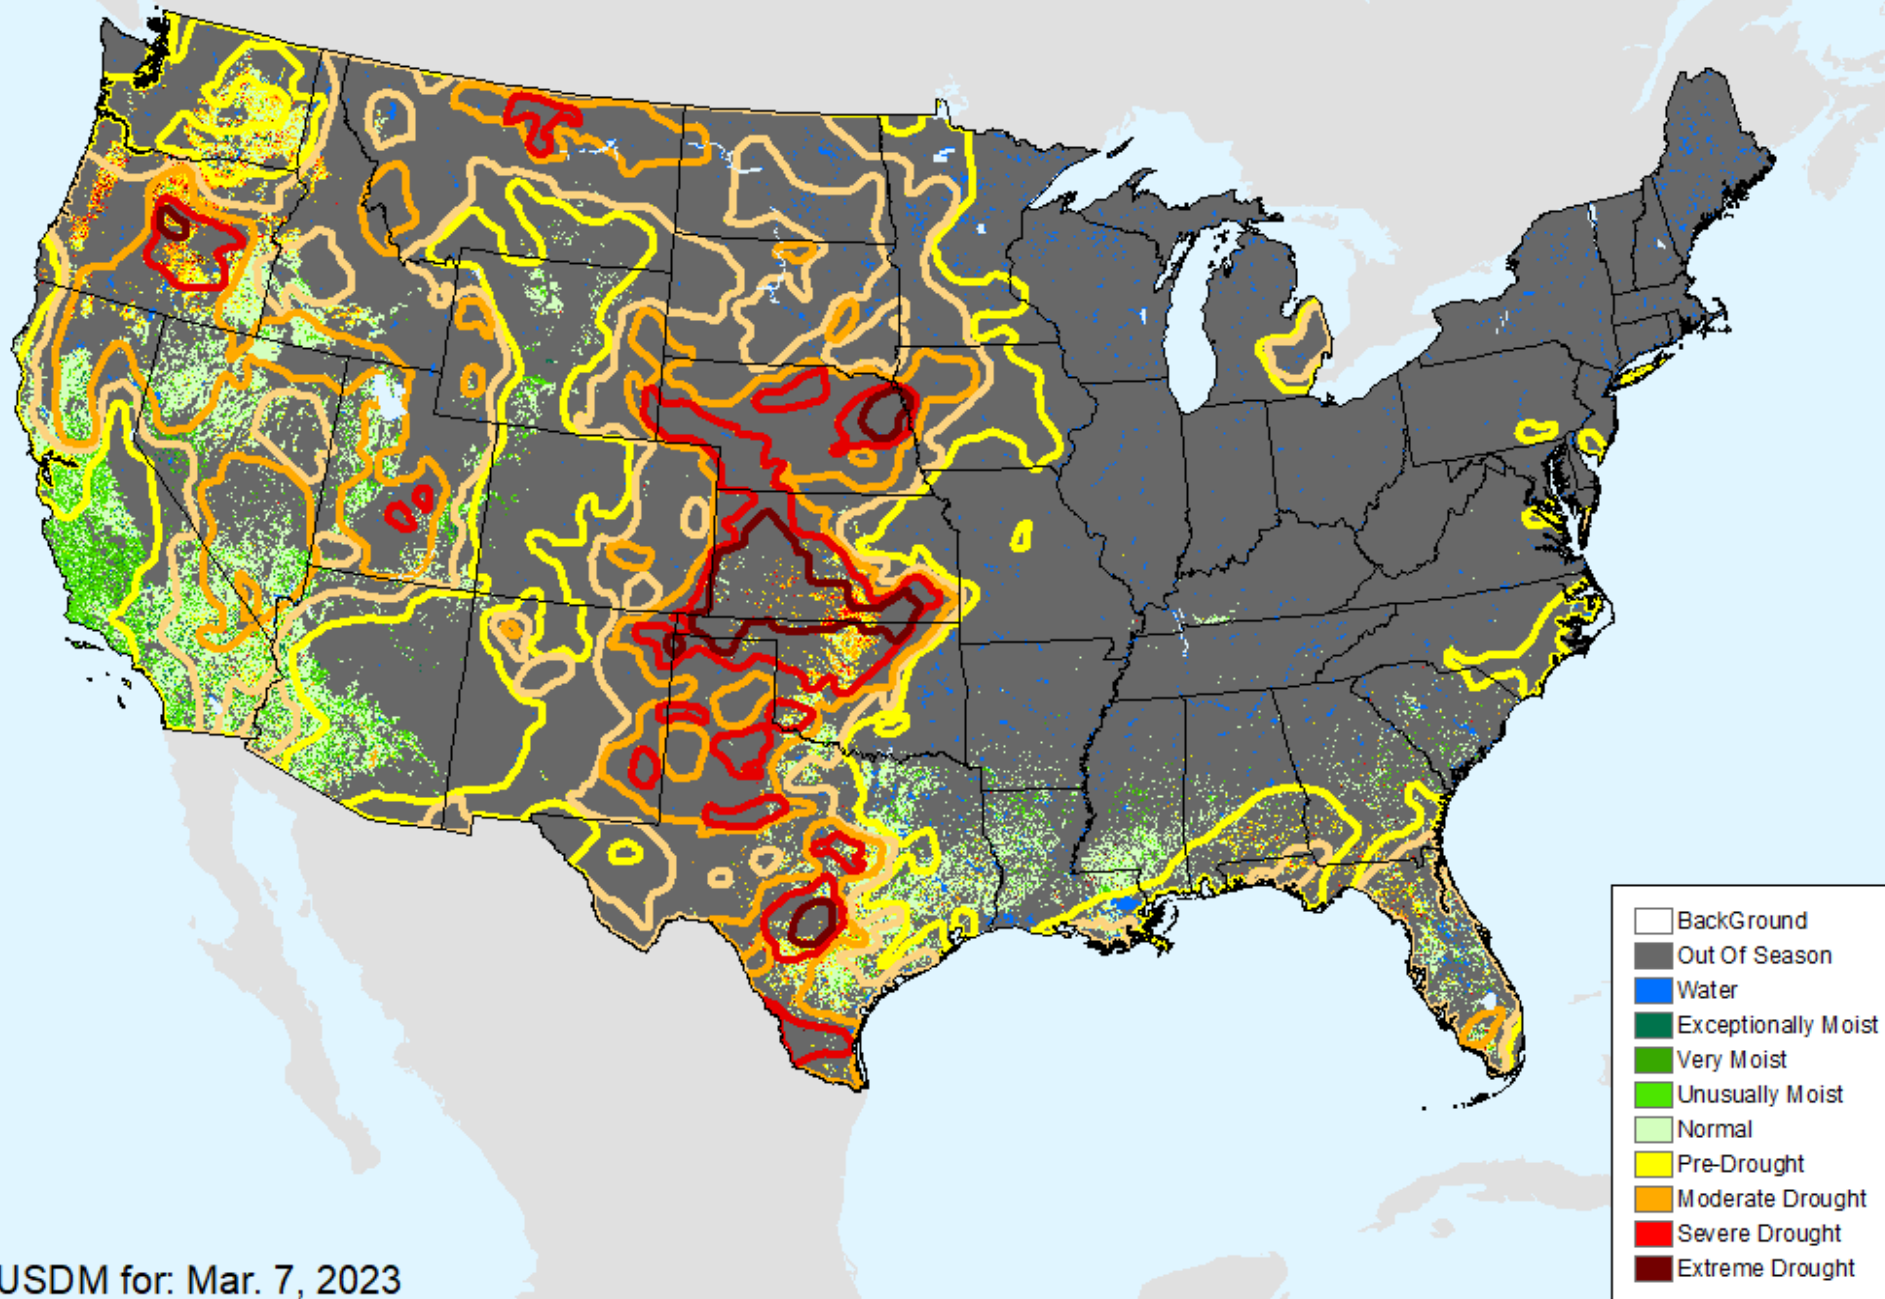 BackGround
Out Of Season
Water
Exceptionally Moist
Very Moist
Unusually Moist
Normal
Pre-Drought
Moderate Drought
Severe Drought
Extreme Drought
USDM for: Mar. 7, 2023